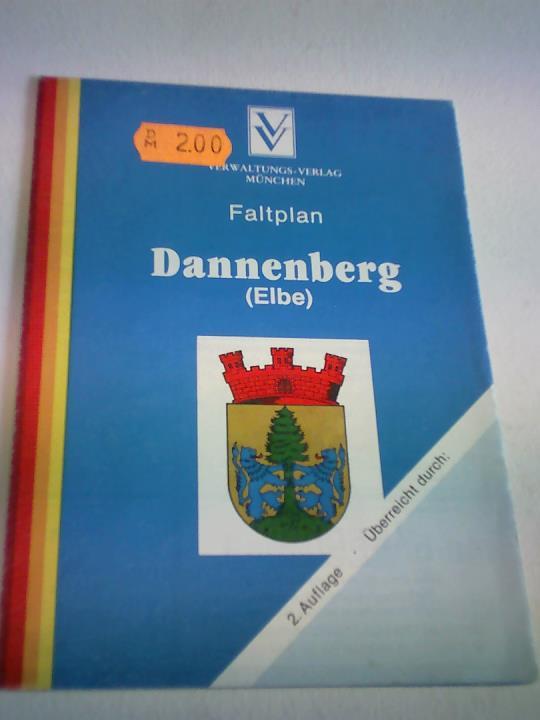 DM 2.00
VERWALTUNGS-VERLAG
MÜNCHEN
Faltplan
Dannenberg
(Elbe)
2. Auflage · Überreicht durch: